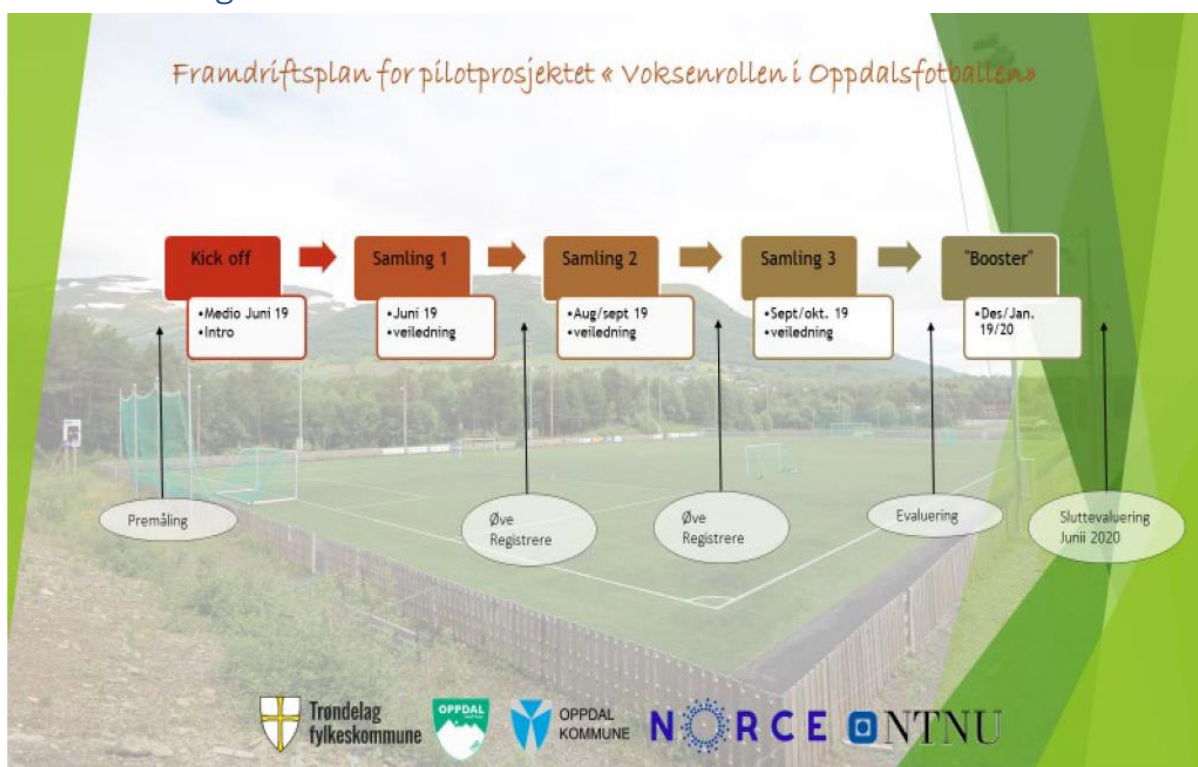 Framdriftsplan for pilotprosjektet « Voksenrollen i Oppdalsfotballen»
Kick off
•Medio Juni 19
•Intro
Samling 1
•Juni 19
•veiledning
Samling 2
•Aug/sept 19
•veiledning
Samling 3
•Sept/okt. 19
•veiledning
"Booster"
•Des/Jan.
19/20
Premåling
Øve
Registrere
Øve
Registrere
Evaluering
Sluttevaluering
Junii 2020
Trøndelag
fylkeskommune
OPPDAL
OPPDAL
KOMMUNE
NORCE
NTNU